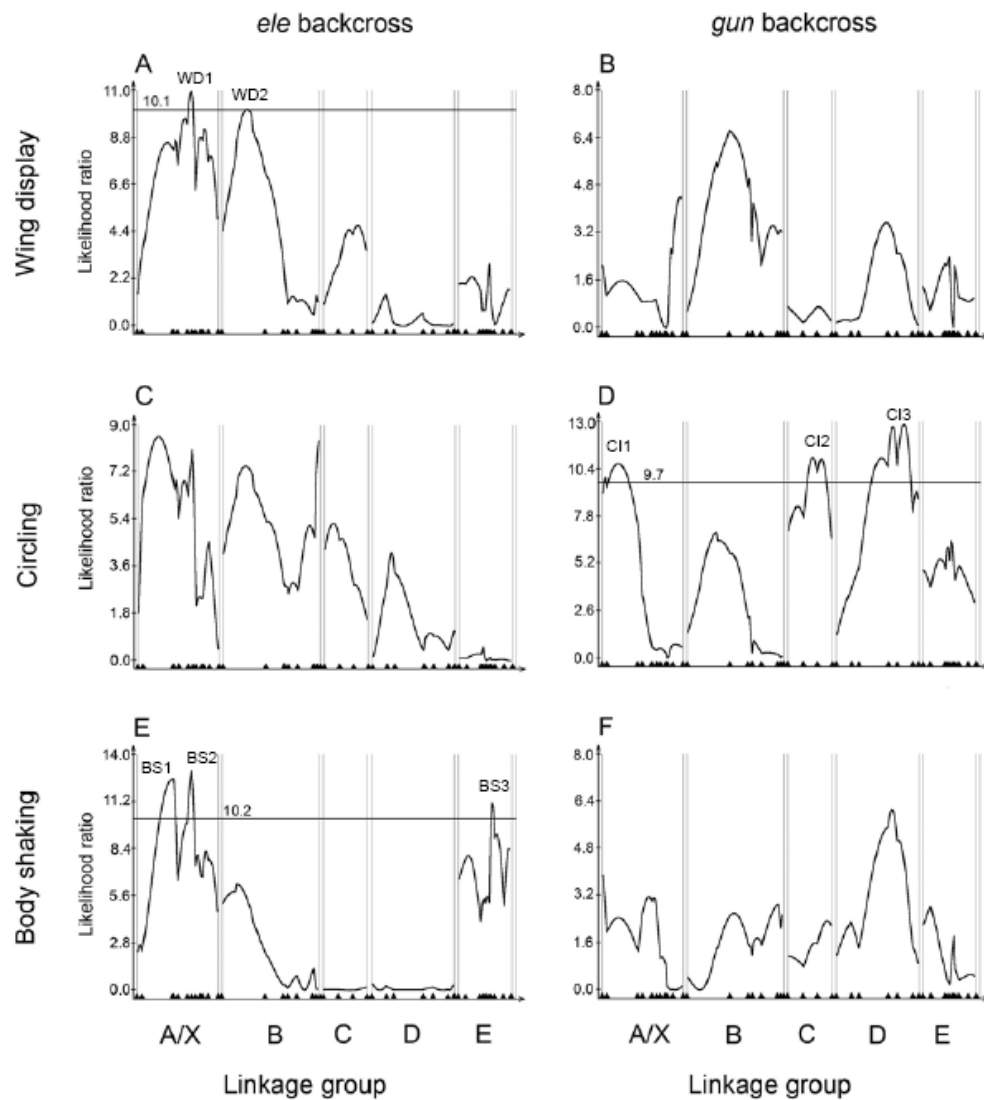 ele backcross
gun backcross
Wing display
A
Likelihood ratio
11.0
8.8
6.6
4.4
2.2
0.0
10.1
WD1
WD2
B
8.0
6.4
4.8
3.2
1.6
0.0
Circling
C
Likelihood ratio
9.0
7.2
5.4
3.6
1.8
0.0
D
13.0
10.4
7.8
5.2
2.6
0.0
CI1
9.7
CI2
CI3
Body shaking
E
Likelihood ratio
14.0
11.2
8.4
5.6
2.8
0.0
BS1
BS2
10.2
BS3
F
8.0
6.4
4.8
3.2
1.6
0.0
A/X B C D E
A/X B C D E
Linkage group
Linkage group